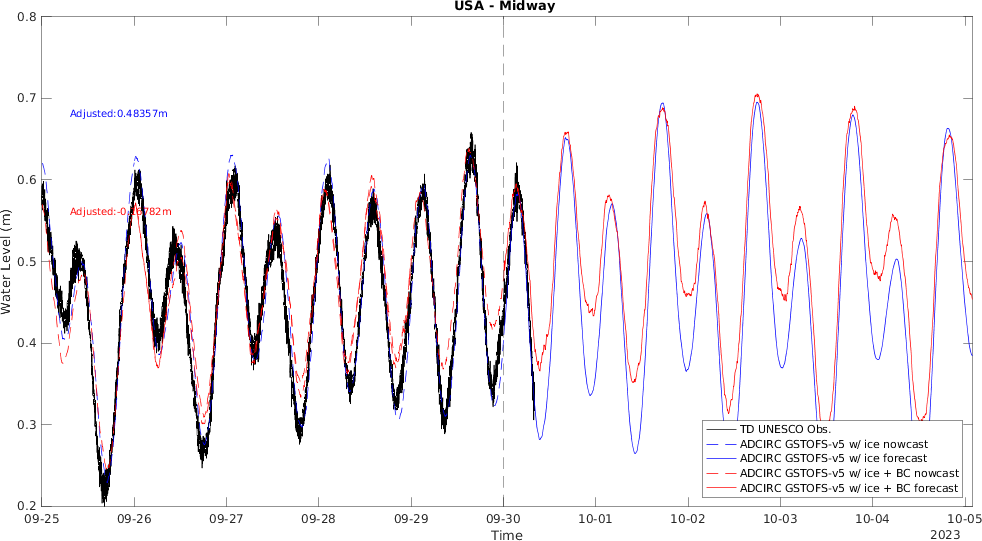 USA - Midway
0.8
0.7
0.6
0.5
0.4
0.3
0.2
Water Level (m)
Adjusted:0.48357m
TD UNESCO Obs.
ADCIRC GSTOFS-v5 w/ ice nowcast
ADCIRC GSTOFS-v5 w/ ice forecast
ADCIRC GSTOFS-v5 w/ ice + BC nowcast
ADCIRC GSTOFS-v5 w/ ice + BC forecast
09-25 09-26 09-27 09-28 09-29 09-30 10-01 10-02 10-03 10-04 10-05
Time
2023